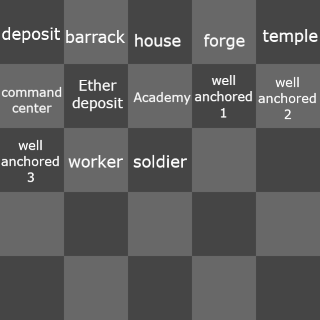 deposit
barrack
house
forge
temple
command
center
Ether
deposit
Academy
well
anchored
1
well
anchored
2
well
anchored
3
worker
soldier